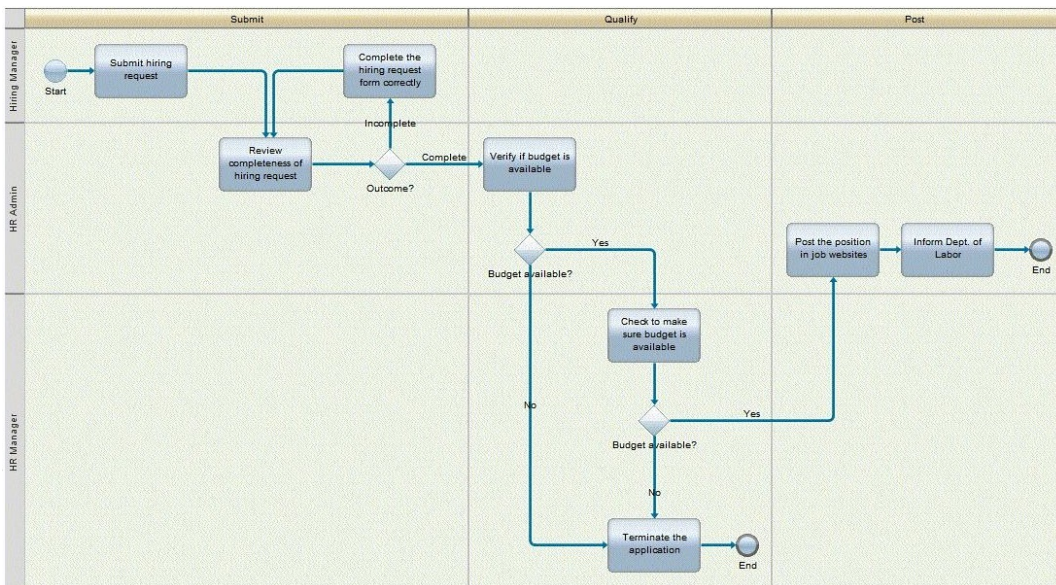 Submit
Qualify
Post
Hiring Manager
Start
Submit hiring
request
Complete the
hiring request
form correctly
Incomplete
HR Admin
Review
completeness of
hiring request
Outcome?
Complete
Verify if budget is
available
Budget available?
Yes
Post the position
in job websites
Inform Dept. of
Labor
End
HR Manager
Check to make
sure budget is
available
No
Budget available?
Yes
No
Terminate the
application
End